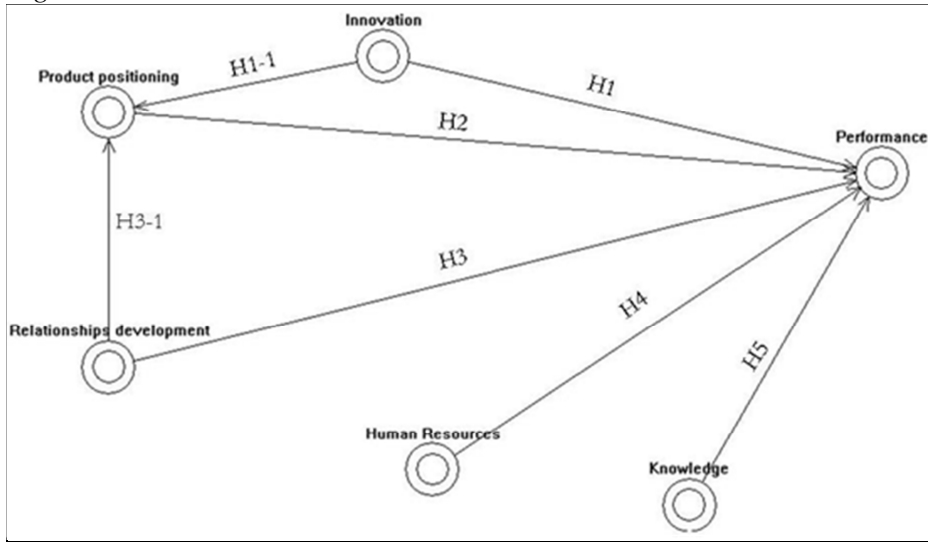 Innovation
H1-1
Product positioning
H1
H2
Performance
H3-1
H3
Relationships development
H4
H5
Human Resources
Knowledge